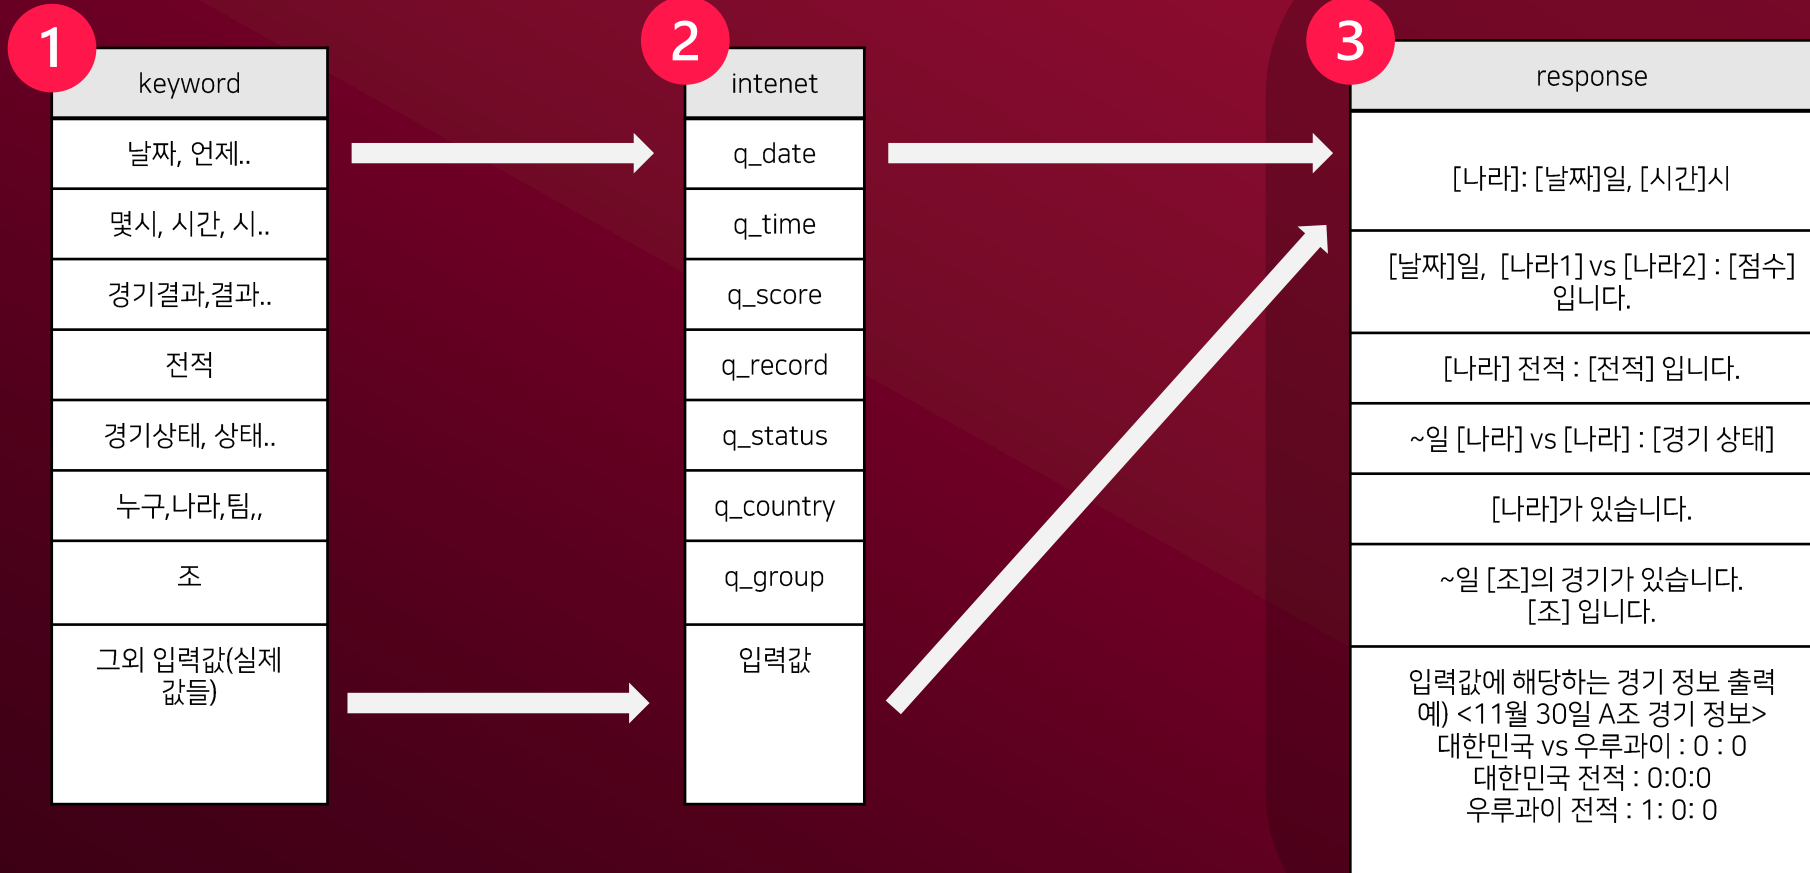 1
keyword
날짜, 언제..
몇시, 시간, 시..
경기결과,결과..
전적
경기상태, 상태..
누구,나라,팀,,
조
그외 입력값(실제
값들)
2
intenet
q_date
q_time
q_score
q_record
q_status
q_country
q_group
입력값
3
response
[나라]: [날짜]일, [시간]시
[날짜]일, [나라1] vs [나라2] : [점수]
입니다.
[나라] 전적 : [전적] 입니다.
~일 [나라] vs [나라] : [경기 상태]
[나라]가 있습니다.
~일 [조]의 경기가 있습니다.
[조] 입니다.
입력값에 해당하는 경기 정보 출력
예) <11월 30일 A조 경기 정보>
대한민국 vs 우루과이 : 0 : 0
대한민국 전적 : 0:0:0
우루과이 전적 : 1: 0: 0